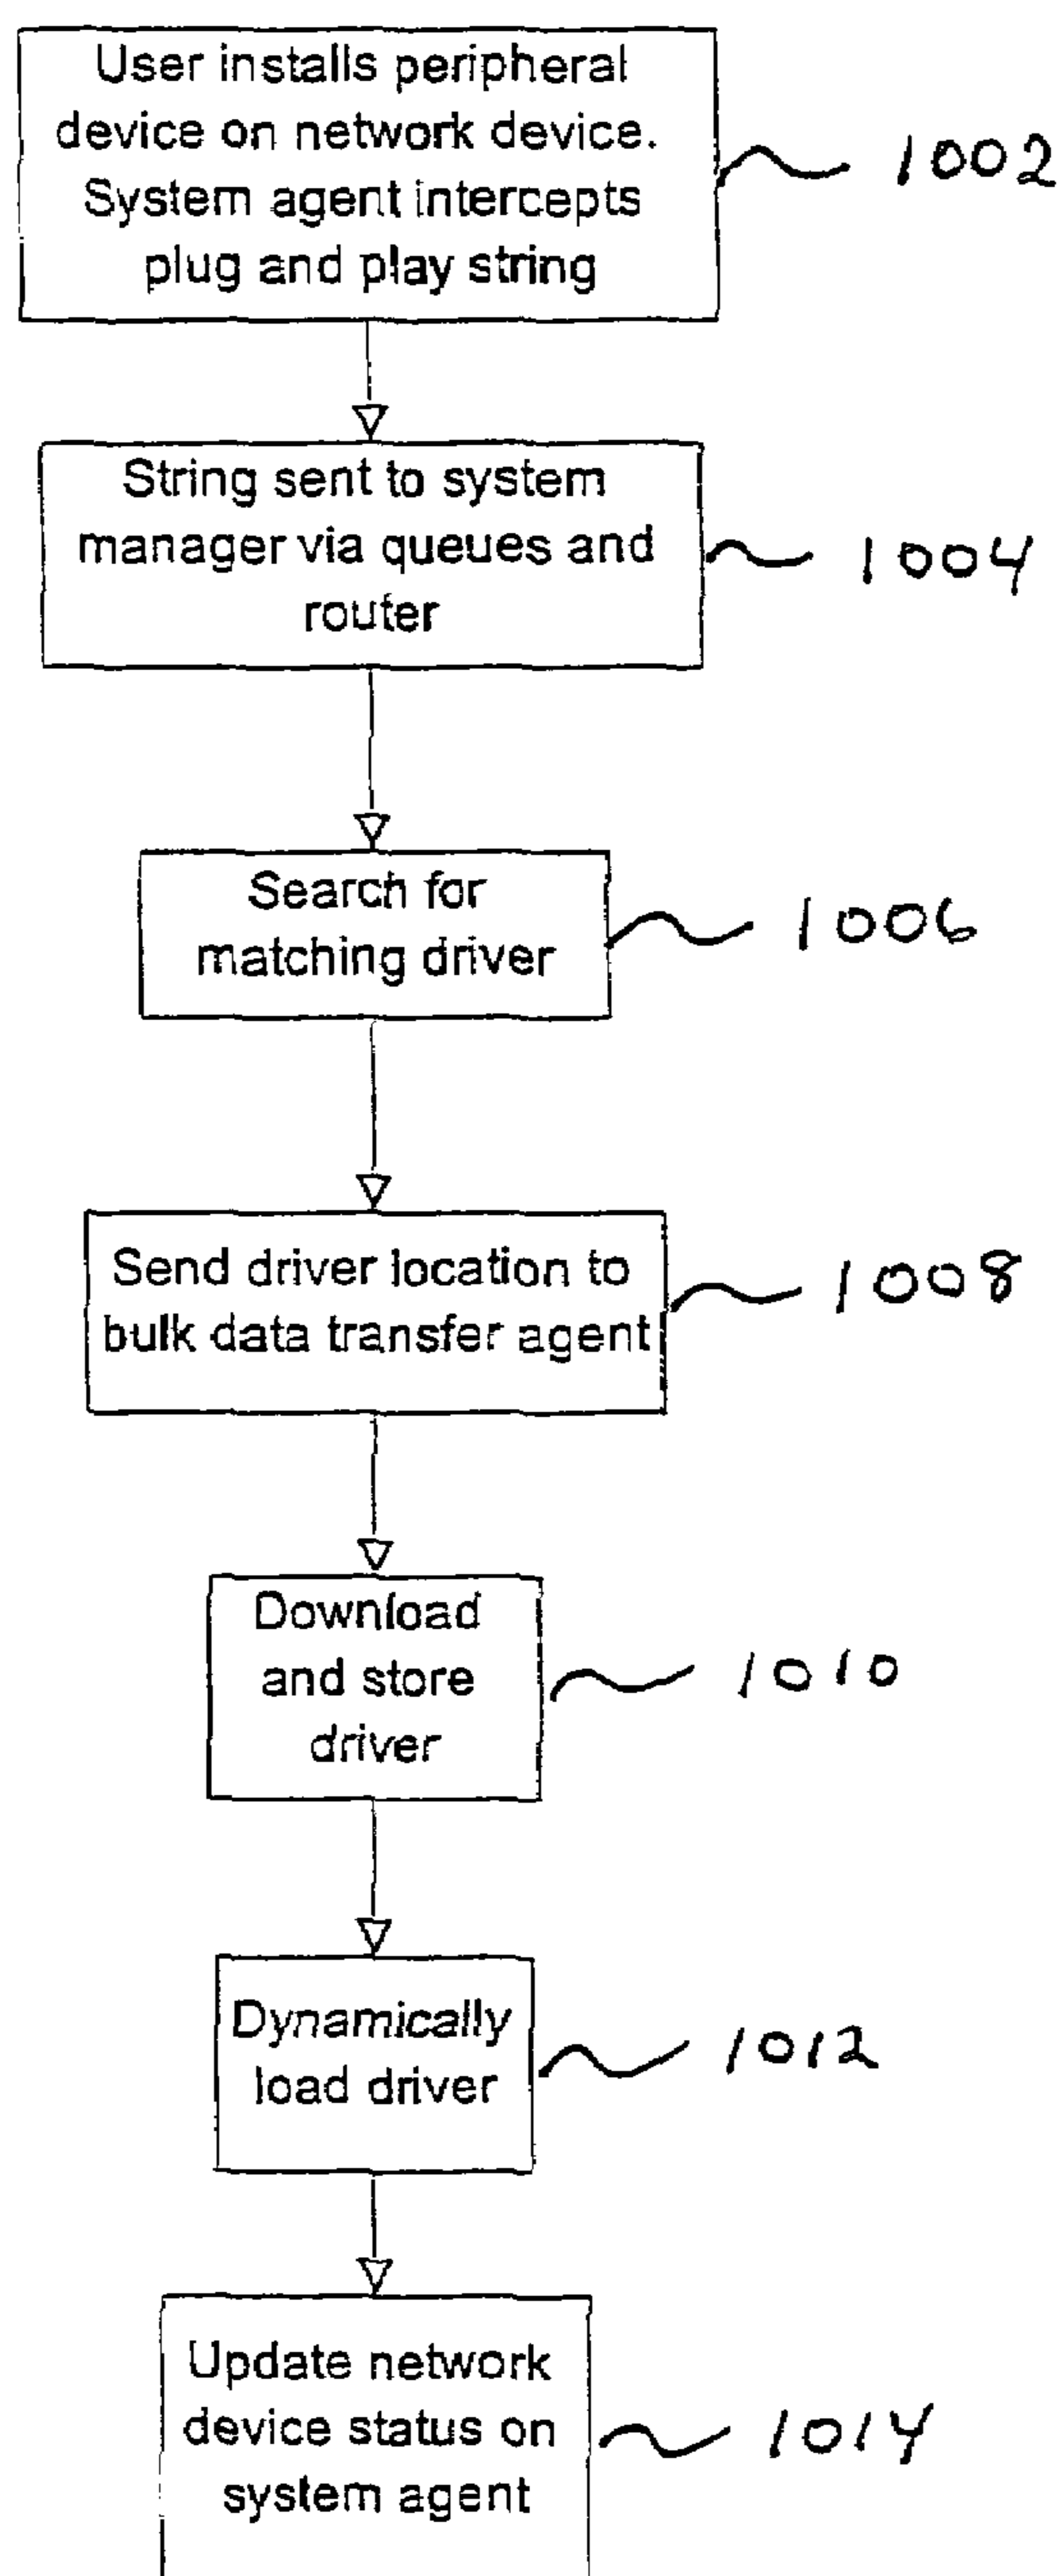 User installs peripheral
device on network device.
System agent intercepts
plug and play string
1002
String sent to system
manager via queues and
router
1004
Search for
matching driver
1006
Send driver location to
bulk data transfer agent
1008
Download
and store
driver
1010
Dynamically
load driver
1012
Update network
device status on
system agent
1014